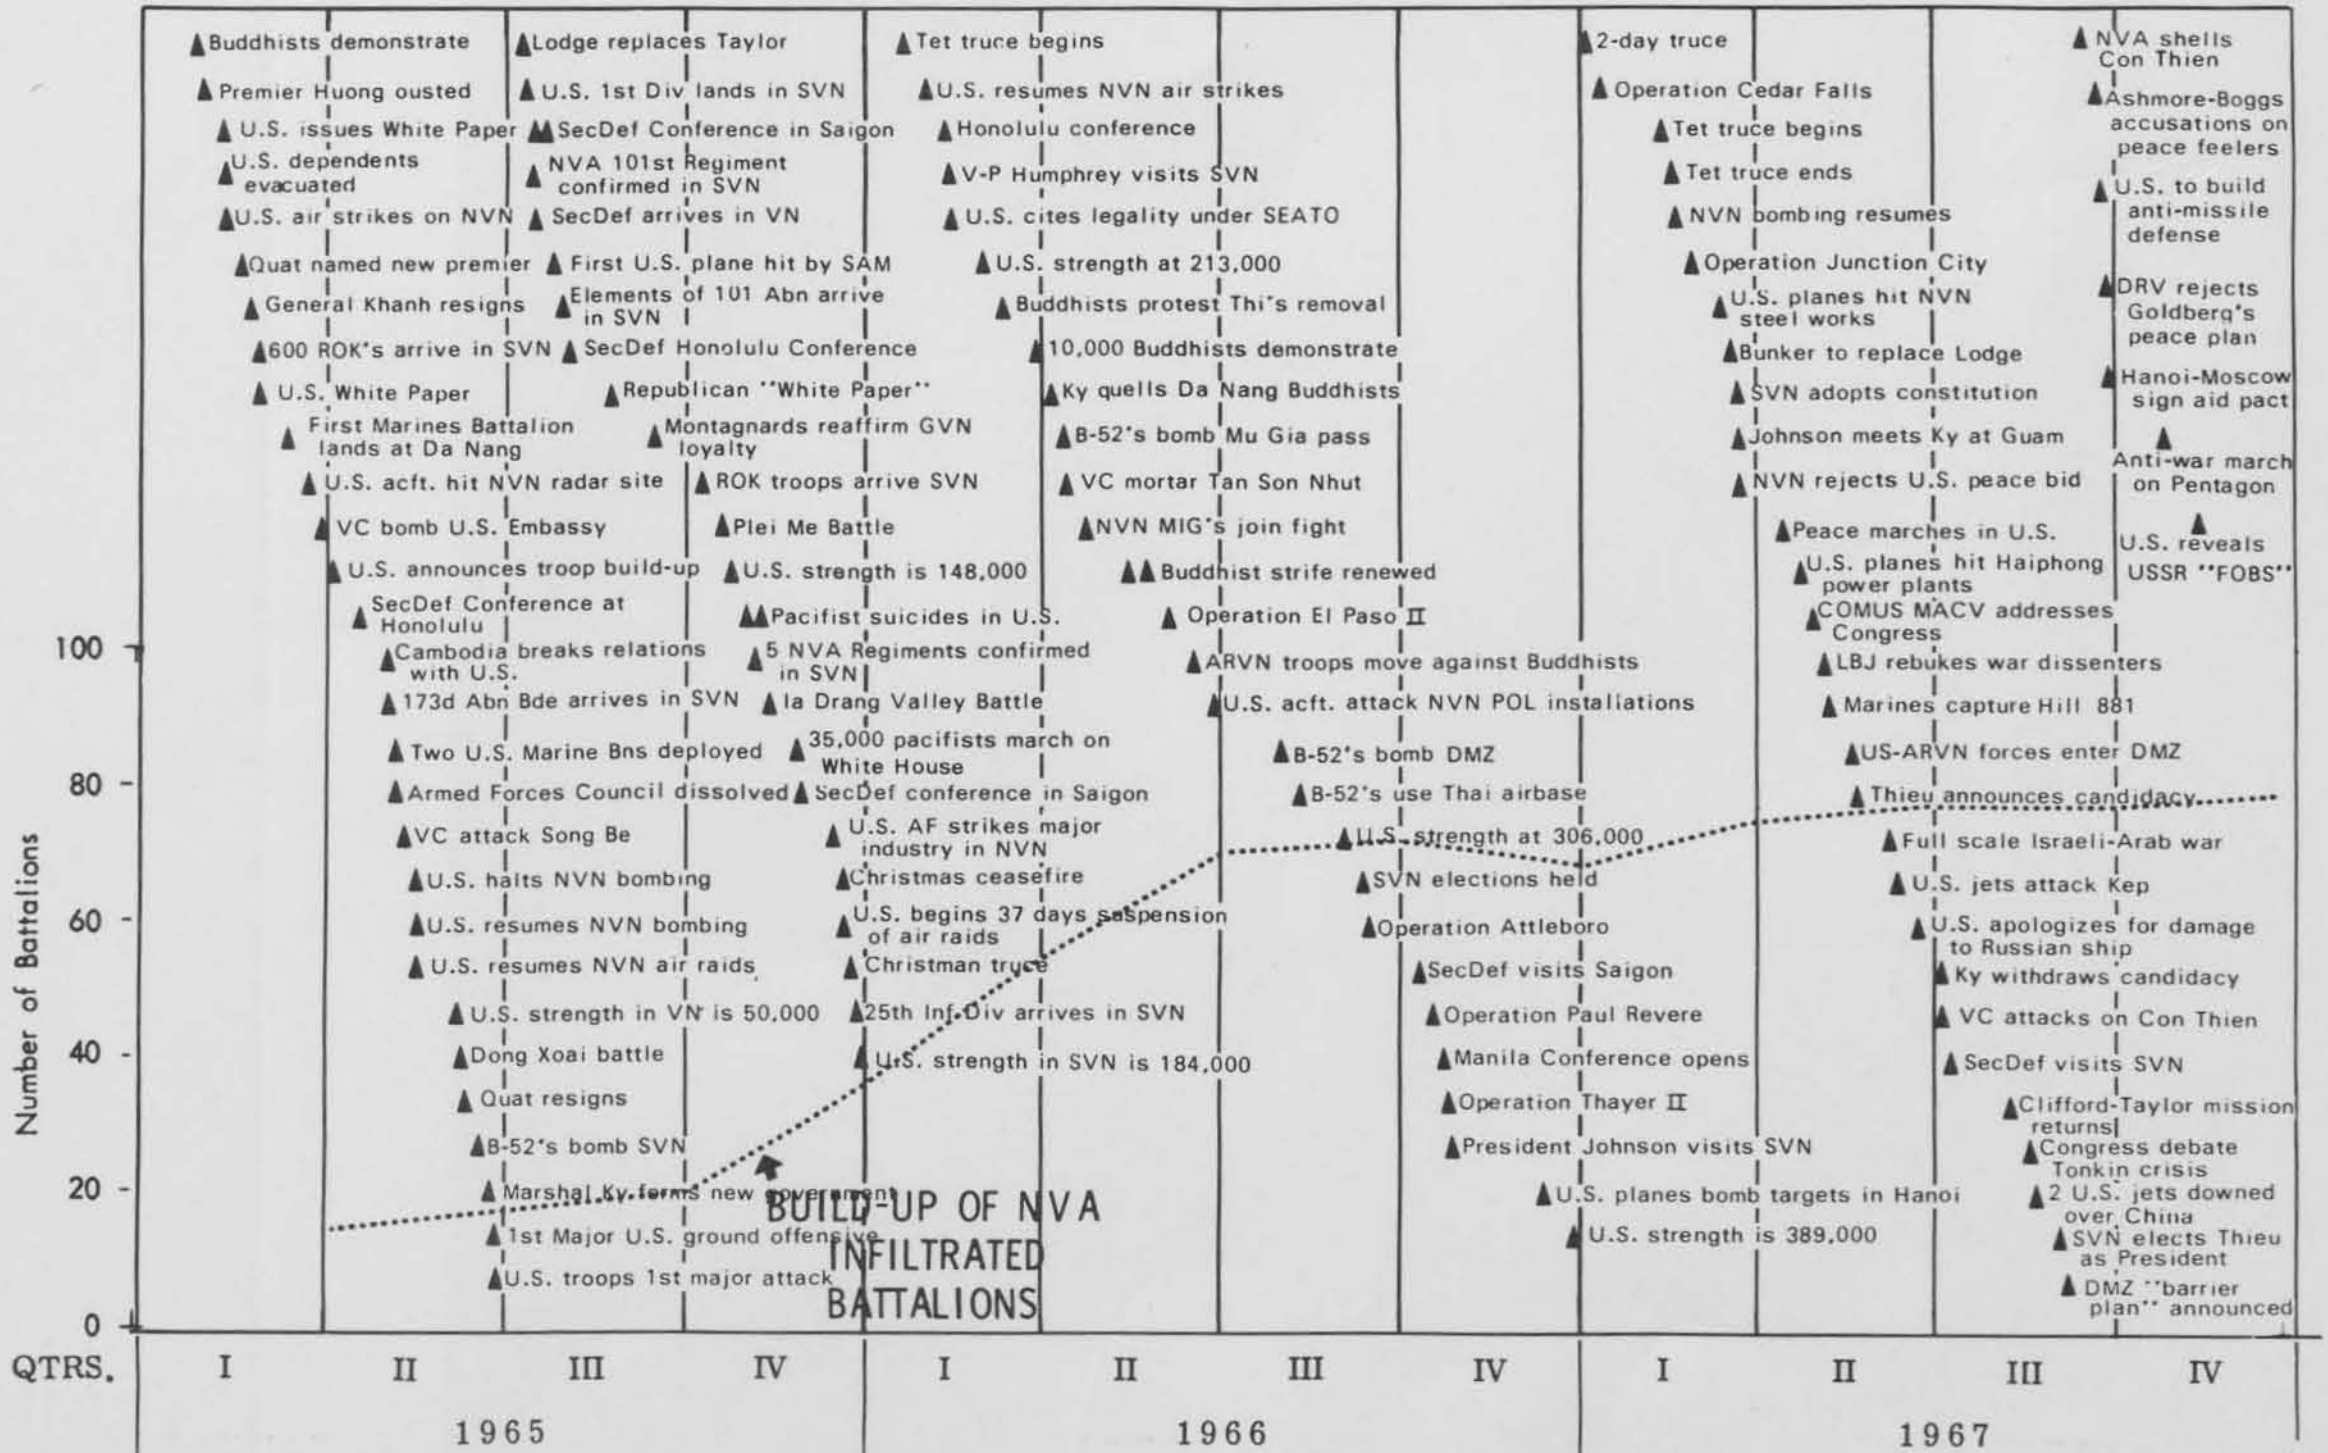 Buddhists demonstrate
Premier Huong ousted
U.S. issues White Paper
U.S. dependents
evacuated
U.S. air strikes on NVN
Quat named new premier
General Khanh resigns
600 ROK's arrive in SVN
U.S. White Paper
First Marines Battalion
lands at Da Nang
U.S. acft. hit NVN radar site
VC bomb U.S. Embassy
U.S. announces troop build-up
SecDef Conference at
Honolulu
Cambodia breaks relations
with U.S.
173d Abn Bde arrives in SVN
Two U.S. Marine Bns deployed
Armed Forces Council dissolved
VC attack Song Be
U.S. halts NVN bombing
U.S. resumes NVN bombing
U.S. resumes NVN air raids
U.S. strength in VN is 50,000
Dong Xoai battle
Quat resigns
B-52's bomb SVN
Marshal Ky forms new government
1st Major U.S. ground offensive
U.S. troops 1st major attack
Lodge replaces Taylor
U.S. 1st Div lands in SVN
SecDef Conference in Saigon
NVA 101st Regiment
confirmed in SVN
SecDef arrives in VN
First U.S. plane hit by SAM
Elements of 101 Abn arrive
in SVN
SecDef Honolulu Conference
Republican "White Paper"
Montagnards reaffirm GVN
loyalty
ROK troops arrive SVN
Plei Me Battle
U.S. strength is 148,000
Pacifist suicides in U.S.
5 NVA Regiments confirmed
in SVN
Ia Drang Valley Battle
35,000 pacifists march on
White House
SecDef conference in Saigon
U.S. AF strikes major
industry in NVN
Christmas ceasefire
U.S. begins 37 days suspension
of air raids
Christman truce
25th Inf Div arrives in SVN
U.S. strength in SVN is 184,000
BUILD-UP OF NVA
INFILTRATED
BATTALIONS
Tet truce begins
U.S. resumes NVN air strikes
Honolulu conference
V-P Humphrey visits SVN
U.S. cites legality under SEATO
U.S. strength at 213,000
Buddhists protest Thi's removal
10,000 Buddhists demonstrate
Ky quells Da Nang Buddhists
B-52's bomb Mu Gia pass
VC mortar Tan Son Nhut
NVN MIG's join fight
Buddhist strife renewed
Operation El Paso II
ARVN troops move against Buddhists
U.S. acft. attack NVN POL installations
B-52's bomb DMZ
B-52's use Thai airbase
U.S. strength at 306,000
SVN elections held
Operation Attleboro
SecDef visits Saigon
Operation Paul Revere
Manila Conference opens
Operation Thayer II
President Johnson visits SVN
U.S. planes bomb targets in Hanoi
U.S. strength is 389,000
2-day truce
Operation Cedar Falls
Tet truce begins
Tet truce ends
NVN bombing resumes
Operation Junction City
U.S. planes hit NVN
steel works
Bunker to replace Lodge
SVN adopts constitution
Johnson meets Ky at Guam
NVN rejects U.S. peace bid
Peace marches in U.S.
U.S. planes hit Haiphong
power plants
COMUS MACV addresses
Congress
LBJ rebukes war dissenters
Marines capture Hill 881
US-ARVN forces enter DMZ
Thieu announces candidacy
Full scale Israeli-Arab war
U.S. jets attack Kep
U.S. apologizes for damage
to Russian ship
Ky withdraws candidacy
VC attacks on Con Thien
SecDef visits SVN
Clifford-Taylor mission
returns
Congress debate
Tonkin crisis
2 U.S. jets downed
over China
SVN elects Thieu
as President
DMZ "barrier
plan" announced
NVA shells
Con Thien
Ashmore-Boggs
accusations on
peace feelers
U.S. to build
anti-missile
defense
DRV rejects
Goldberg's
peace plan
Hanoi-Moscow
sign aid pact
Anti-war march
on Pentagon
U.S. reveals
USSR "FOBS"
Number of Battalions
100
80
60
40
20
0
QTRS. I II III IV I II III IV I II III IV
1965 1966 1967